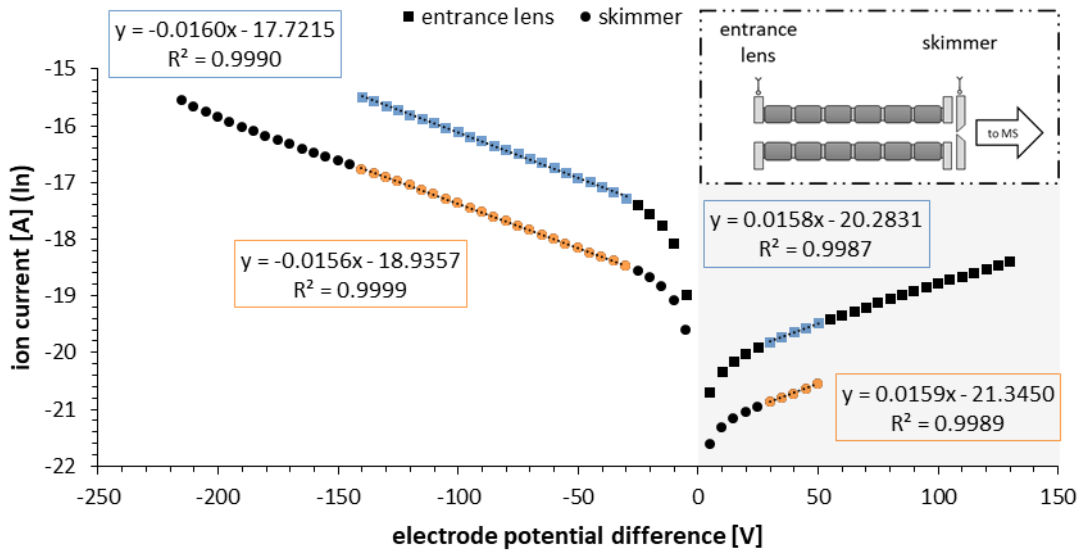 ■ entrance lens ● skimmer
y = -0.0160x - 17.7215
R² = 0.9990
entrance
lens
skimmer
to MS
y = 0.0158x - 20.2831
R² = 0.9987
y = -0.0156x - 18.9357
R² = 0.9999
y = 0.0159x - 21.3450
R² = 0.9989
ion current [A] (ln)
-15
-16
-17
-18
-19
-20
-21
-22
-250 -200 -150 -100 -50 0 50 100 150
electrode potential difference [V]